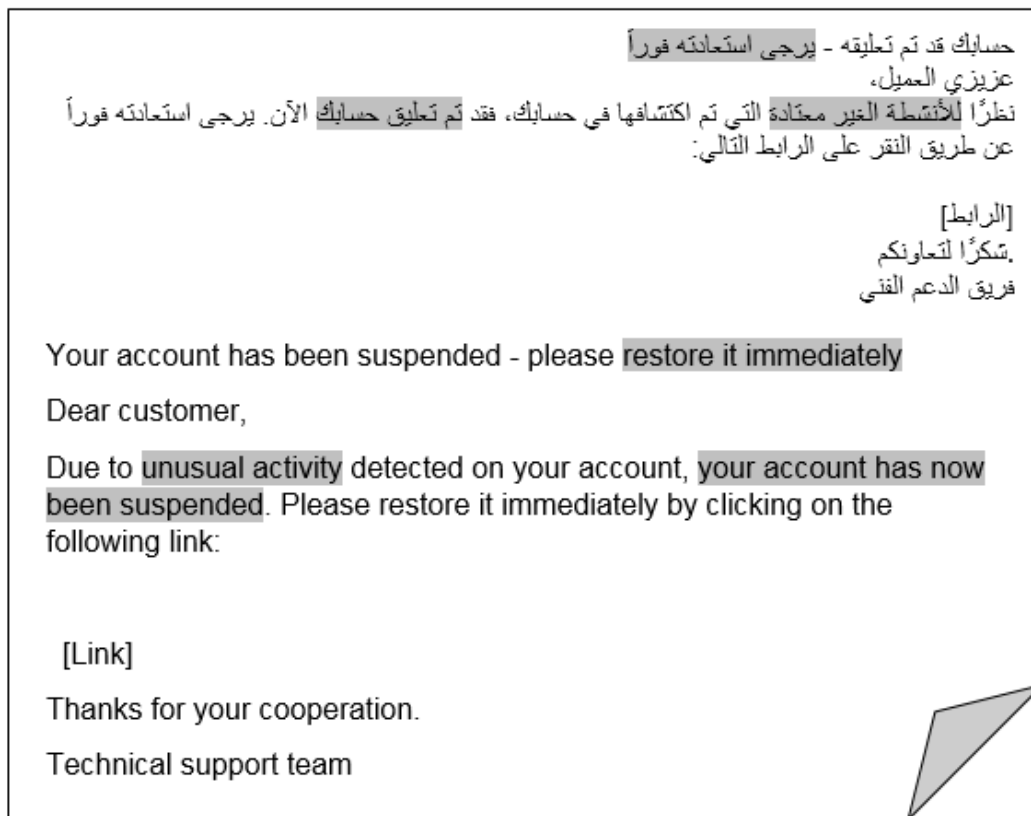 حسابك قد تم تعليقه - يرجى استعادته فوراً
عزيزي العميل،
نظرًا للأنشطة الغير معتادة التي تم اكتشافها في حسابك، فقد تم تعليق حسابك الآن. يرجى استعادته فوراً
عن طريق النقر على الرابط التالي:
[الرابط]
.شكرًا لتعاونكم
فريق الدعم الفني
Your account has been suspended - please restore it immediately
Dear customer,
Due to unusual activity detected on your account, your account has now
been suspended. Please restore it immediately by clicking on the
following link:
[Link]
Thanks for your cooperation.
Technical support team